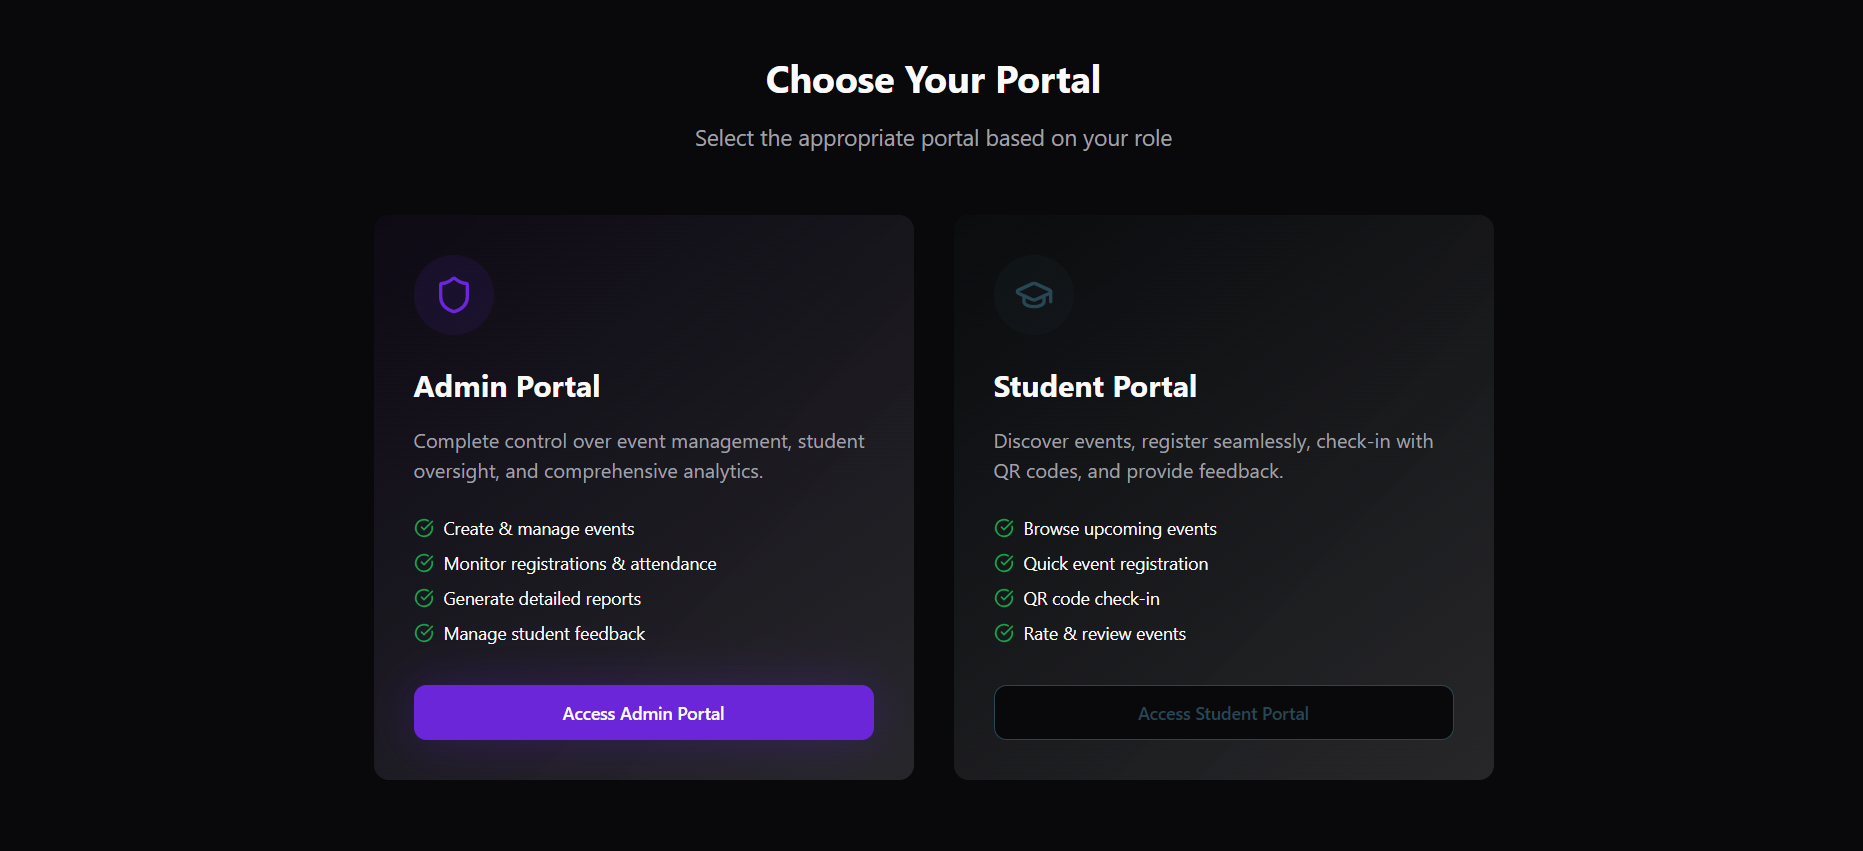 Choose Your Portal
Select the appropriate portal based on your role
Admin Portal
Complete control over event management, student
oversight, and comprehensive analytics.
Create & manage events
Monitor registrations & attendance
Generate detailed reports
Manage student feedback
Access Admin Portal
Student Portal
Discover events, register seamlessly, check-in with
QR codes, and provide feedback.
Browse upcoming events
Quick event registration
QR code check-in
Rate & review events
Access Student Portal